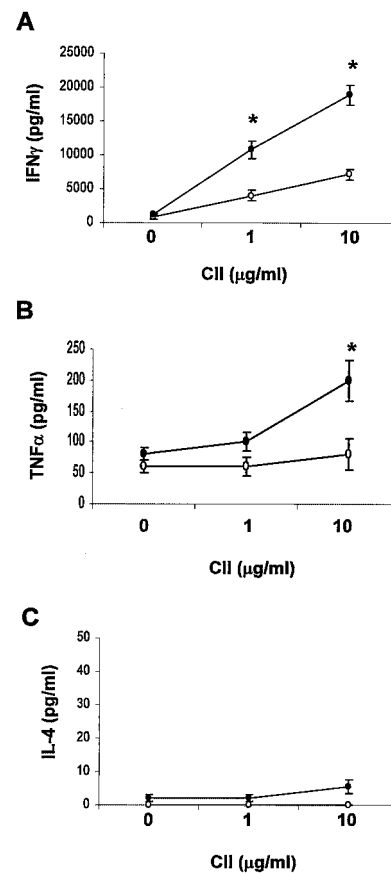 A
IFNγ (pg/ml)
25000
20000
15000
10000
5000
0
*
*
0 1 10
CII (µg/ml)
B
TNFα (pg/ml)
250
200
150
100
50
0
*
0 1 10
CII (µg/ml)
C
IL-4 (pg/ml)
50
40
30
20
10
0
0 1 10
CII (µg/ml)